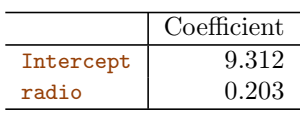 Coefficient
Intercept 9.312
radio 0.203